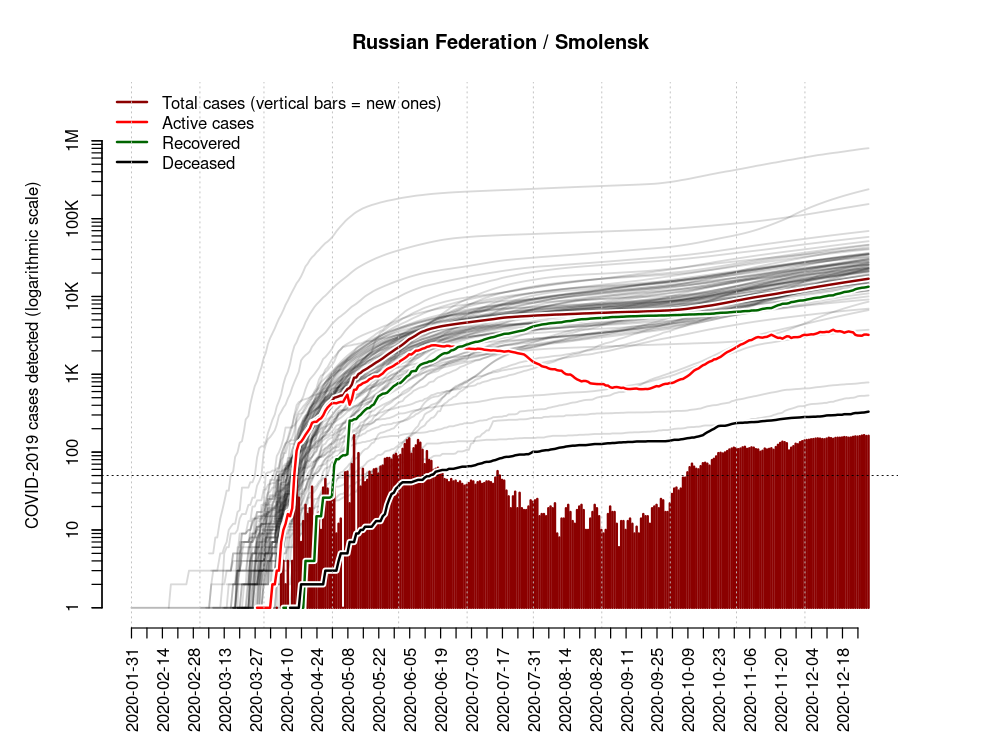 Russian Federation / Smolensk
Total cases (vertical bars = new ones)
Active cases
Recovered
Deceased
COVID-2019 cases detected (logarithmic scale)
1M
100K
10K
1K
100
10
1
2020-01-31
2020-02-14
2020-02-28
2020-03-13
2020-03-27
2020-04-10
2020-04-24
2020-05-08
2020-05-22
2020-06-05
2020-06-19
2020-07-03
2020-07-17
2020-07-31
2020-08-14
2020-08-28
2020-09-11
2020-09-25
2020-10-09
2020-10-23
2020-11-06
2020-11-20
2020-12-04
2020-12-18